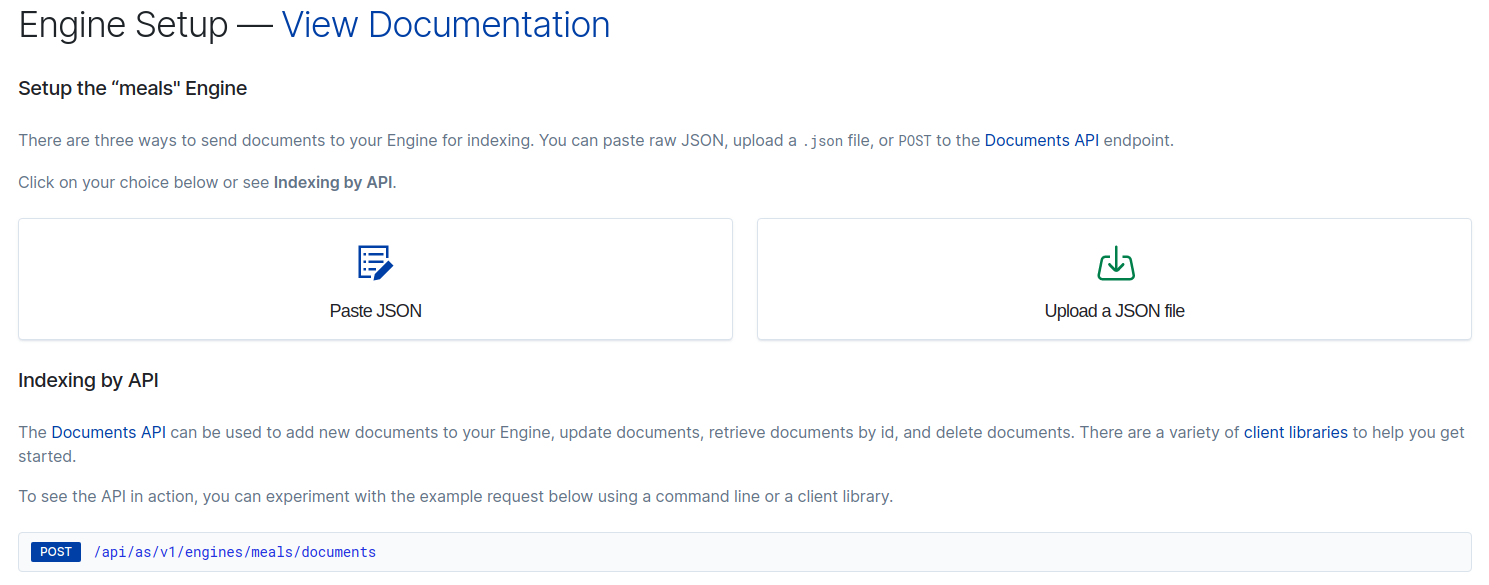 Engine Setup — View Documentation
Setup the “meals" Engine
There are three ways to send documents to your Engine for indexing. You can paste raw JSON, upload a .json file, or POST to the Documents API endpoint.
Click on your choice below or see Indexing by API.
Paste JSON
Upload a JSON file
Indexing by API
The Documents API can be used to add new documents to your Engine, update documents, retrieve documents by id, and delete documents. There are a variety of client libraries to help you get
started.
To see the API in action, you can experiment with the example request below using a command line or a client library.
POST /api/as/v1/engines/meals/documents